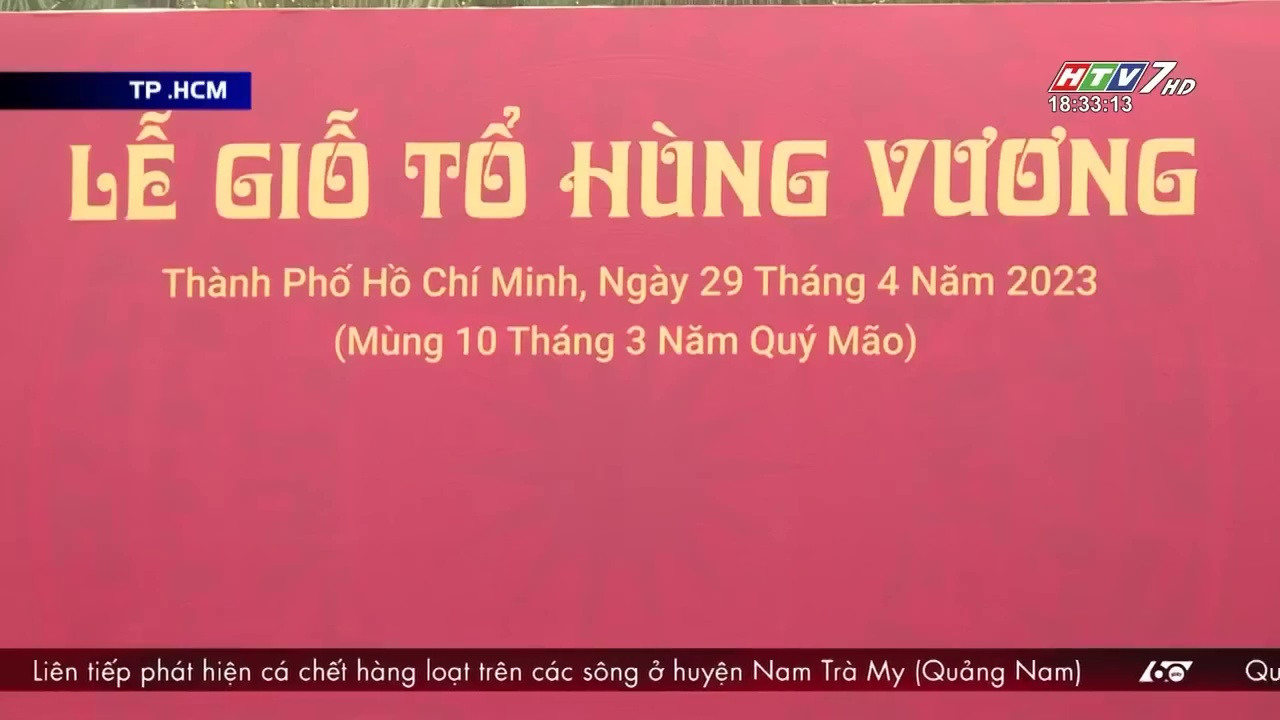 TP .HCM
HTV7 HD
18:33:13
LỄ GIỖ TỔ HÙNG VƯƠNG
Thành Phố Hồ Chí Minh, Ngày 29 Tháng 4 Năm 2023
(Mùng 10 Tháng 3 Năm Quý Mão)
Liên tiếp phát hiện cá chết hàng loạt trên các sông ở huyện Nam Trà My (Quảng Nam)
60 giây